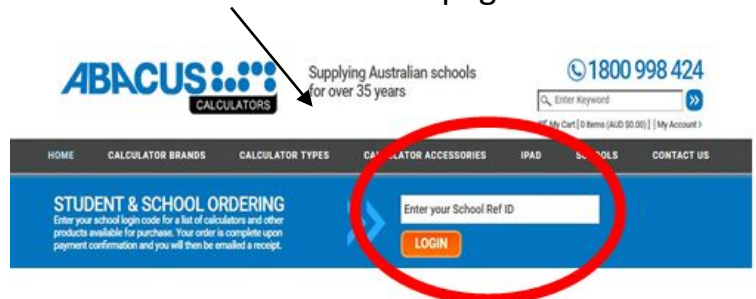 ABACUS
CALCULATORS
Supplying Australian schools
for over 35 years
1800 998 424
Enter Keyword
My Cart [ 0 items (AUD $0.00) ] | My Account >
HOME CALCULATOR BRANDS CALCULATOR TYPES CALCULATOR ACCESSORIES IPAD SCHOOLS CONTACT US
STUDENT & SCHOOL ORDERING
Enter your school login code for a list of calculators and other
products available for purchase. Your order is complete upon
payment confirmation and you will then be emailed a receipt.
Enter your School Ref ID
LOGIN